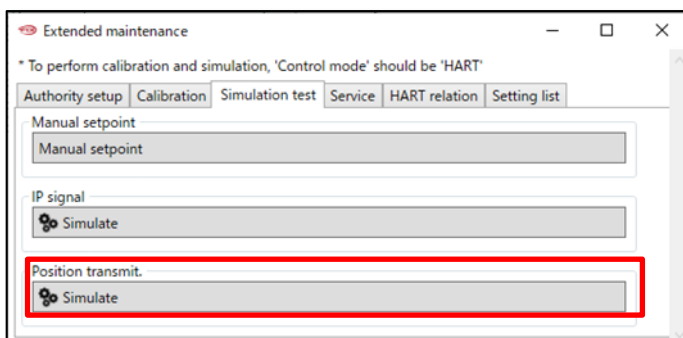 Extended maintenance
* To perform calibration and simulation, 'Control mode' should be 'HART'
Authority setup Calibration Simulation test Service HART relation Setting list
Manual setpoint
Manual setpoint
IP signal
Simulate
Position transmit.
Simulate